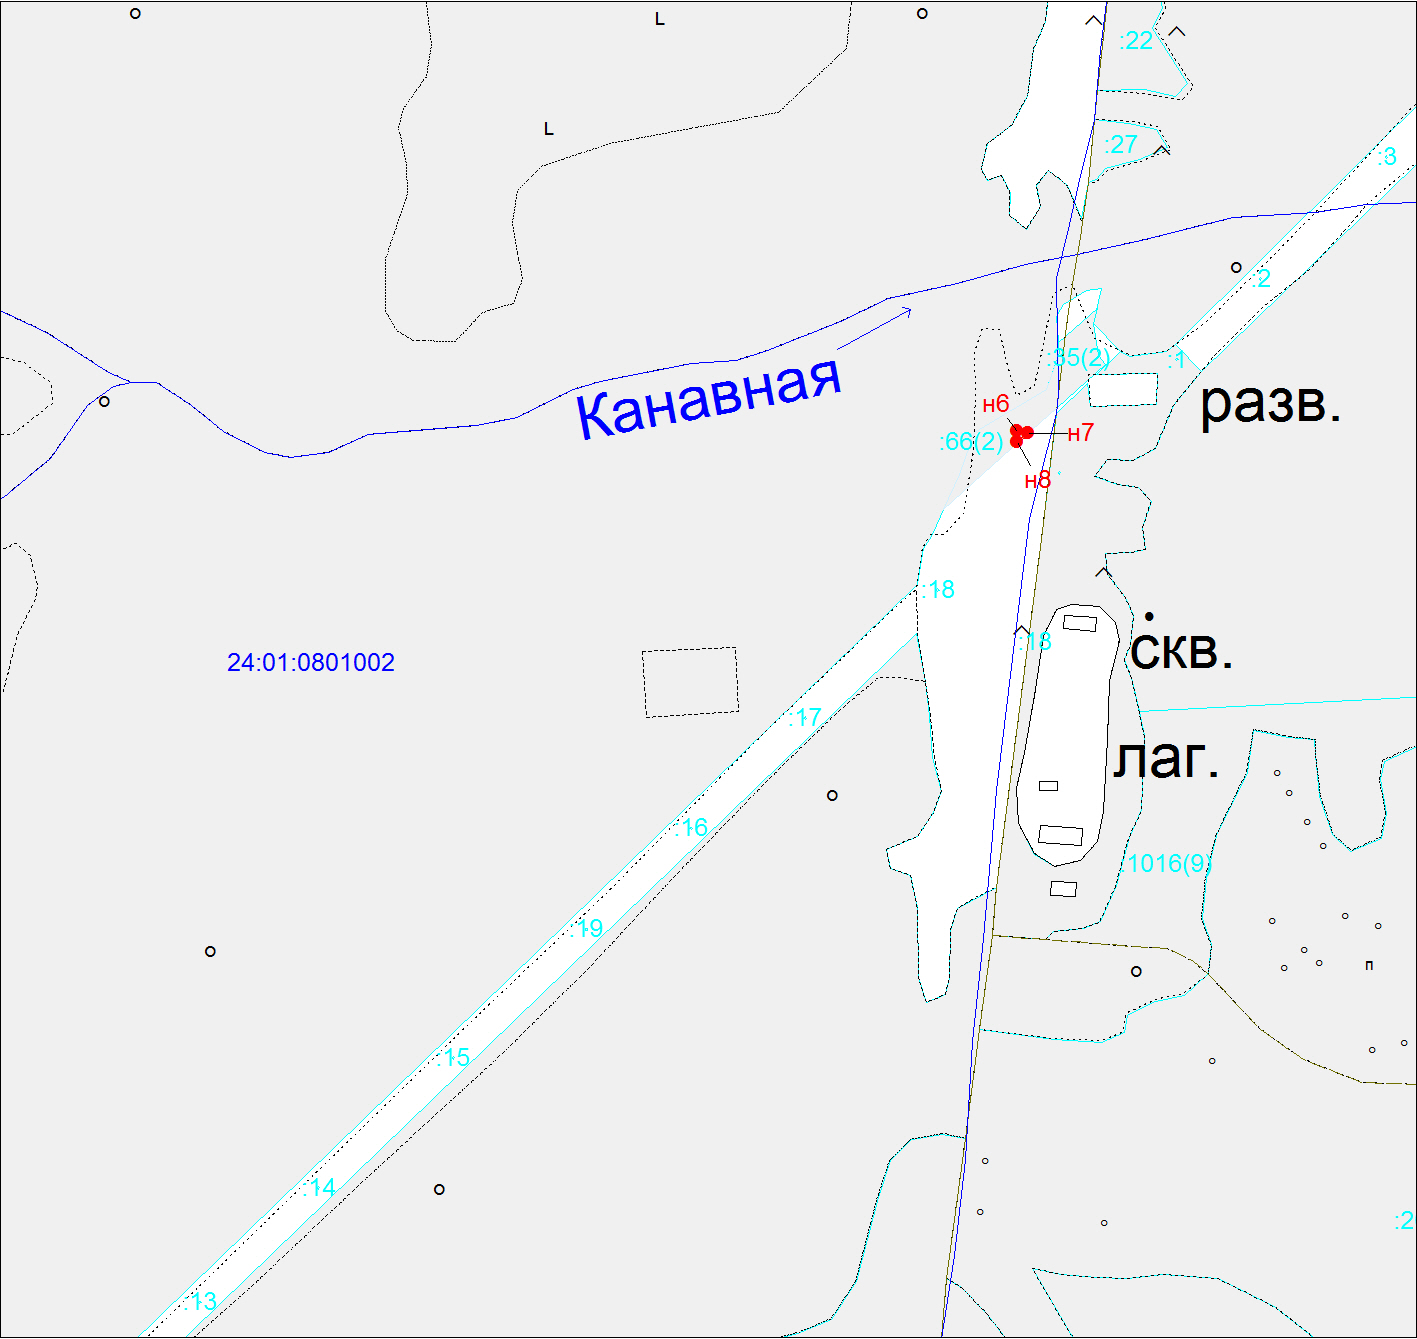 L
:22
L
:27
:3
:2
:35(2)
:1
Канавная
разв.
н6
н7
:66(2)
н8
:18
:18
скв.
24:01:0801002
:17
лаг.
:16
:1016(9)
:19
п
:15
:14
:2
:13